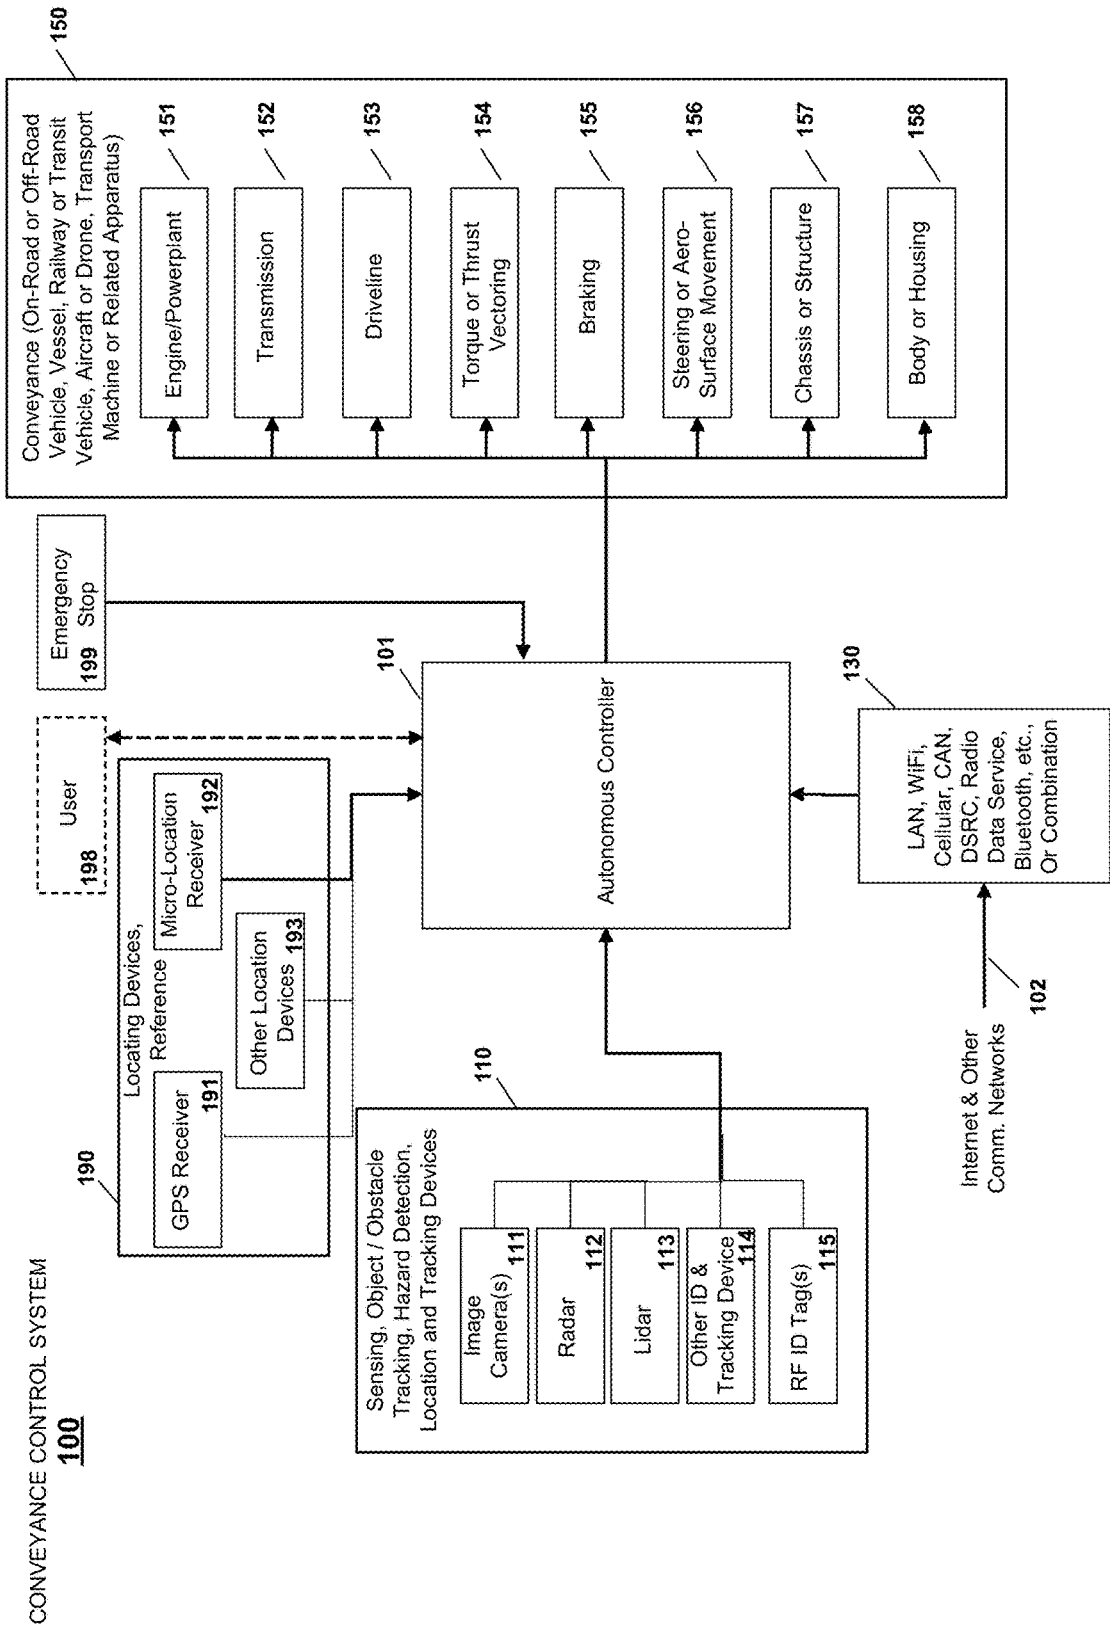 CONVEYANCE CONTROL SYSTEM
100
190
Locating Devices,
Reference
GPS Receiver
191
Micro-Location
Receiver
192
Other Location
Devices
193
User
198
Emergency
Stop
199
110
Sensing, Object / Obstacle
Tracking, Hazard Detection,
Location and Tracking Devices
Image
Camera(s)
111
Radar
112
Lidar
113
Other ID &
Tracking Device
114
RF ID Tag(s)
115
101
Autonomous Controller
Internet & Other
Comm. Networks
102
130
LAN, WiFi,
Cellular, CAN,
DSRC, Radio
Data Service,
Bluetooth, etc.,
Or Combination
150
Conveyance (On-Road or Off-Road
Vehicle, Vessel, Railway or Transit
Vehicle, Aircraft or Drone, Transport
Machine or Related Apparatus)
Engine/Powerplant
151
Transmission
152
Driveline
153
Torque or Thrust
Vectoring
154
Braking
155
Steering or Aero-
Surface Movement
156
Chassis or Structure
157
Body or Housing
158